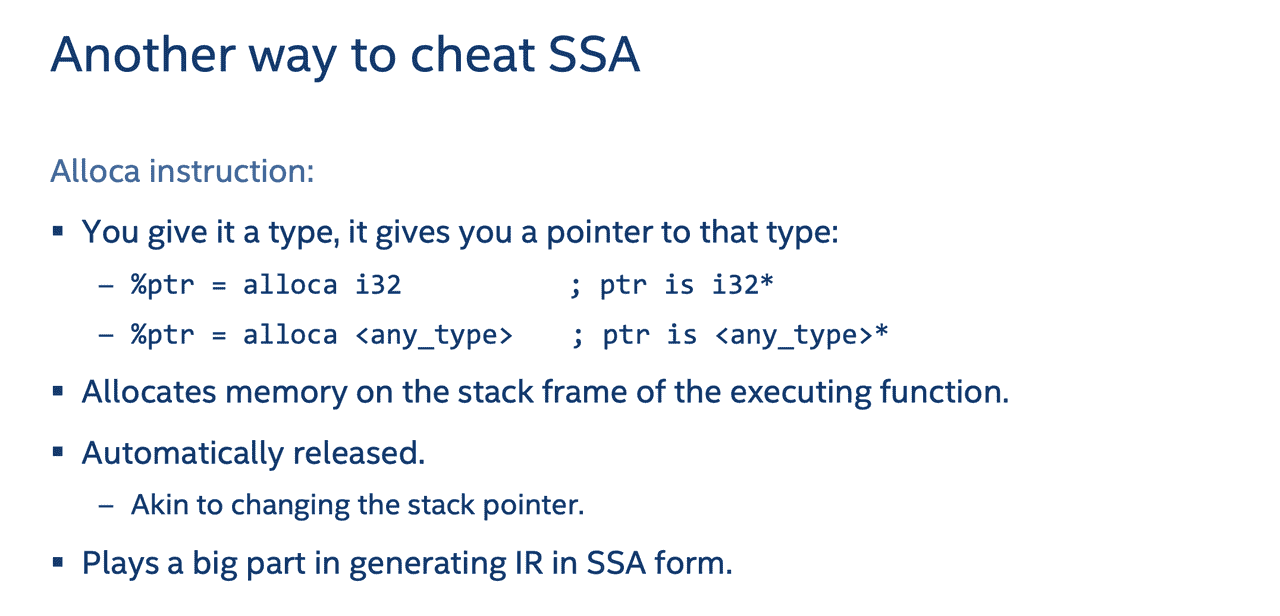 Another way to cheat SSA
Alloca instruction:
▪ You give it a type, it gives you a pointer to that type:
– %ptr = alloca i32 ; ptr is i32*
– %ptr = alloca <any_type> ; ptr is <any_type>*
▪ Allocates memory on the stack frame of the executing function.
▪ Automatically released.
– Akin to changing the stack pointer.
▪ Plays a big part in generating IR in SSA form.